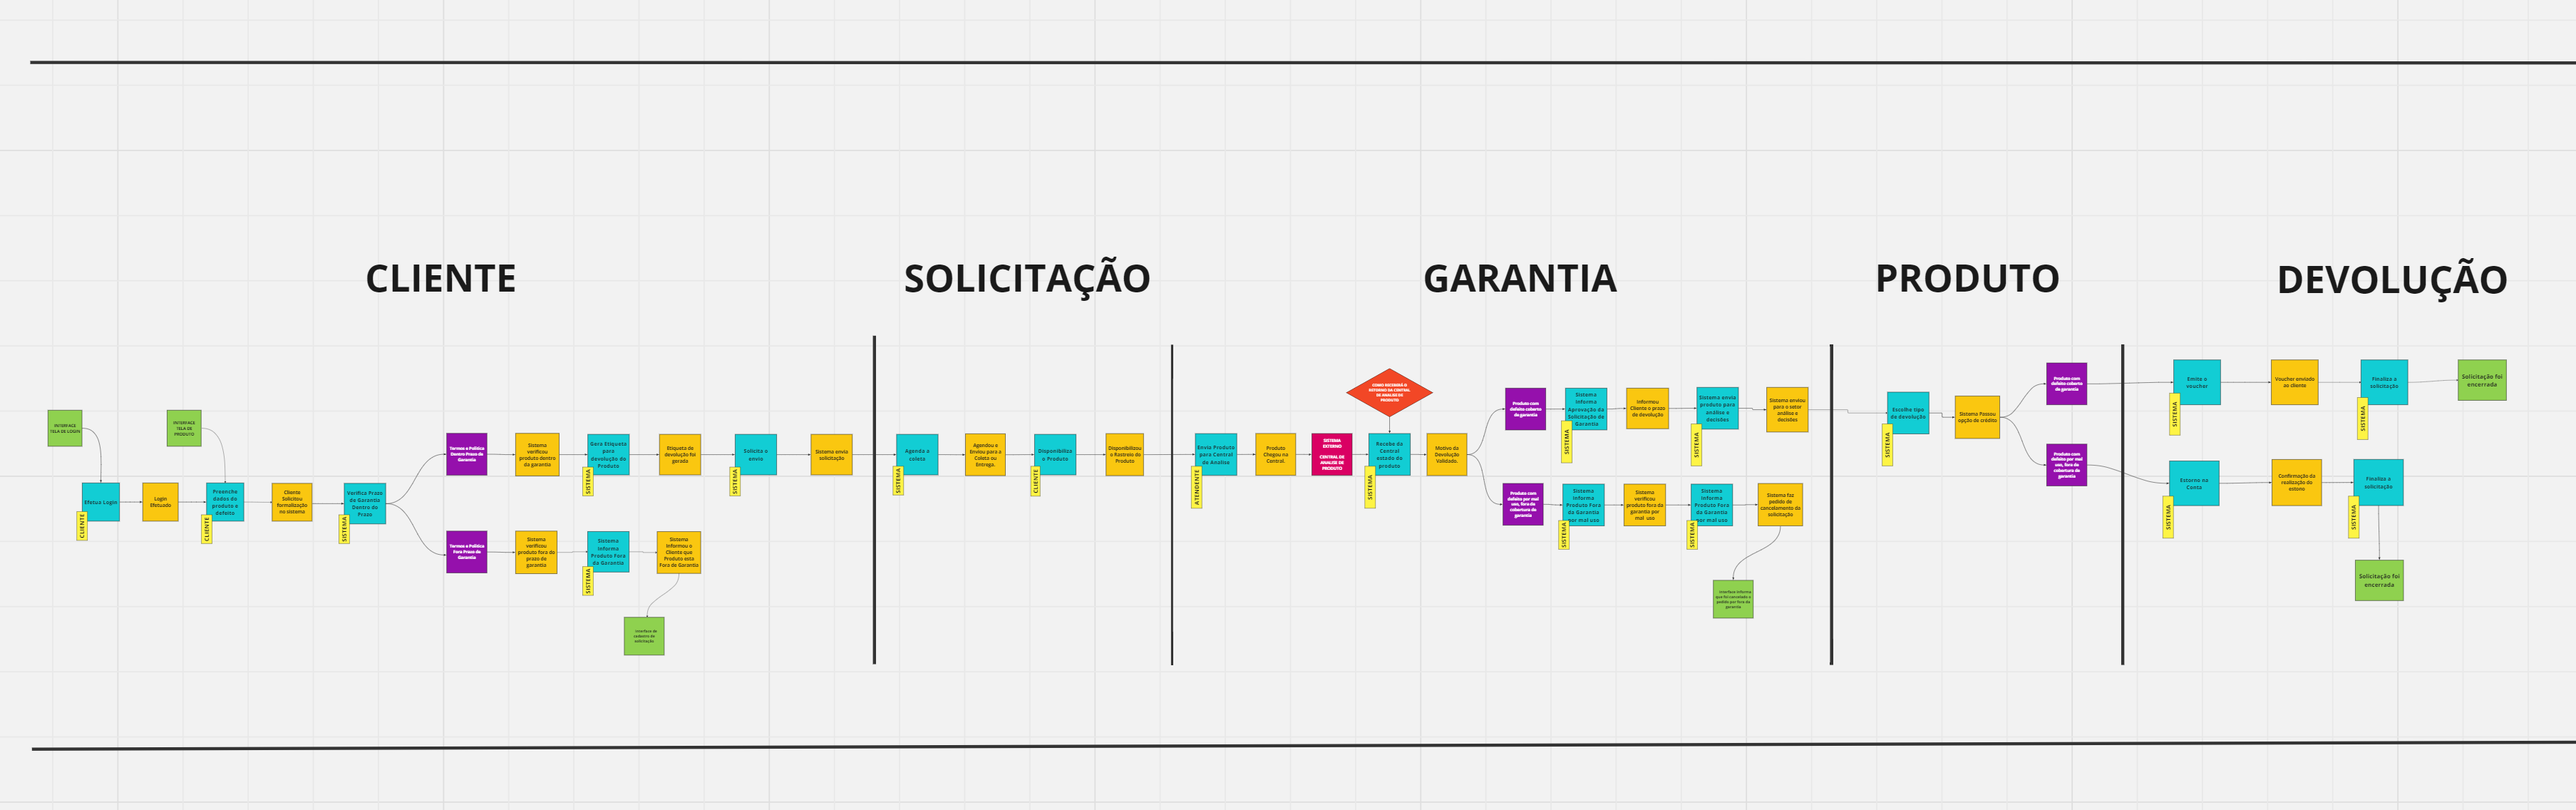 CLIENTE
SOLICITAÇÃO
GARANTIA
PRODUTO
DEVOLUÇÃO
INTERFACE
TELA DE LOGIN
Efetua Login
CLIENTE
Login
Efetuado
INTERFACE
TELA DE
PRODUTO
Preenche
dados do
produto e
defeito
CLIENTE
Cliente
Solicitou
formalização
no sistema
Verifica Prazo
de Garantia
Dentro do
Prazo
SISTEMA
Termos e Politica
Dentro Prazo de
Garantia
Sistema
verificou
produto dentro
da garantia
Gera Etiqueta
para
devolução do
Produto
SISTEMA
Etiqueta de
devolução foi
gerada
Solicita o
envio
SISTEMA
Sistema envia
solicitação
Termos e Politica
Fora Prazo de
Garantia
Sistema
verificou
produto fora do
prazo de
garantia
Sistema
informa
Produto Fora
da Garantia
SISTEMA
Sistema
Informou o
Cliente que
Produto esta
Fora de Garantia
Interface de
cadastro de
solicitação
Agenda a
coleta
SISTEMA
Agendou e
Enviou para a
Coleta ou
Entrega.
Disponibiliza
o Produto
CLIENTE
Disponibilizou
o Rastreio do
Produto
Envia Produto
para Central
de Analise
ATENDENTE
Produto
Chegou na
Central.
SISTEMA
EXTERNO
CENTRAL DE
ANALISE DE
PRODUTO
COMO RECEBERÁ O
RETORNO DA CENTRAL
DE ANALISE DO
PRODUTO
Recebe da
Central
estado do
produto
SISTEMA
Motivo da
Devolução
Validado.
Produto com
defeito coberto
da garantia
Sistema
Informa
Aprovação da
Solicitação de
Garantia
SISTEMA
Informou
Cliente o prazo
de devolução
Sistema envia
produto para
análise e
decisões
SISTEMA
Sistema enviou
para o setor
análise e
decisões
Produto com
defeito por mal
uso, fora da
cobertura da
garantia
Sistema
informa
Produto Fora
da Garantia
por mal uso
SISTEMA
Sistema
verificou
produto fora da
garantia por
mal uso
Sistema
informa
Produto Fora
da Garantia
por mal uso
SISTEMA
Sistema faz
pedido de
cancelamento da
solicitação
Interface informa
que foi cancelado o
pedido por fora da
garantia
Escolhe tipo
de devolução
SISTEMA
Sistema Passou
opção de crédito
Produto com
defeito coberto
da garantia
Produto com
defeito por mal
uso, fora da
cobertura da
garantia
Emite o
voucher
SISTEMA
Voucher enviado
ao cliente
Finaliza a
solicitação
SISTEMA
Solicitação foi
encerrada
Estorno na
Conta
SISTEMA
Confirmação da
realização do
estorno
Finaliza a
solicitação
SISTEMA
Solicitação foi
encerrada